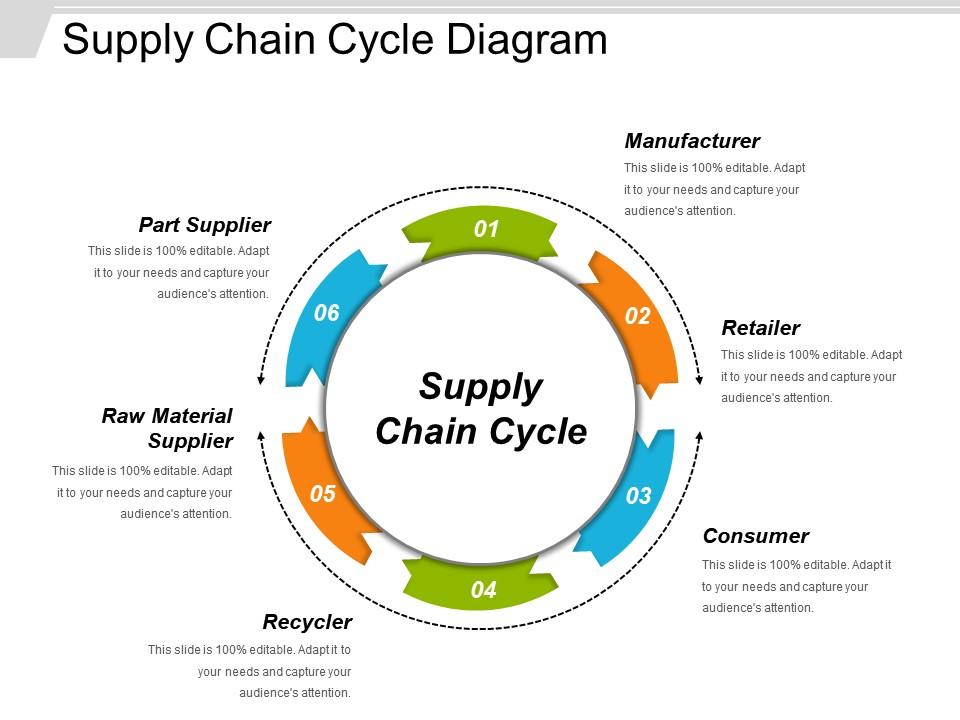 Supply Chain Cycle Diagram
Manufacturer
This slide is 100% editable. Adapt
it to your needs and capture your
audience's attention.
Part Supplier
This slide is 100% editable. Adapt
it to your needs and capture your
audience's attention.
01
02
03
04
05
06
Supply
Chain Cycle
Retailer
This slide is 100% editable. Adapt
it to your needs and capture your
audience's attention.
Raw Material
Supplier
This slide is 100% editable. Adapt
it to your needs and capture your
audience's attention.
Consumer
This slide is 100% editable. Adapt it
to your needs and capture your
audience's attention.
Recycler
This slide is 100% editable. Adapt it to
your needs and capture your
audience's attention.